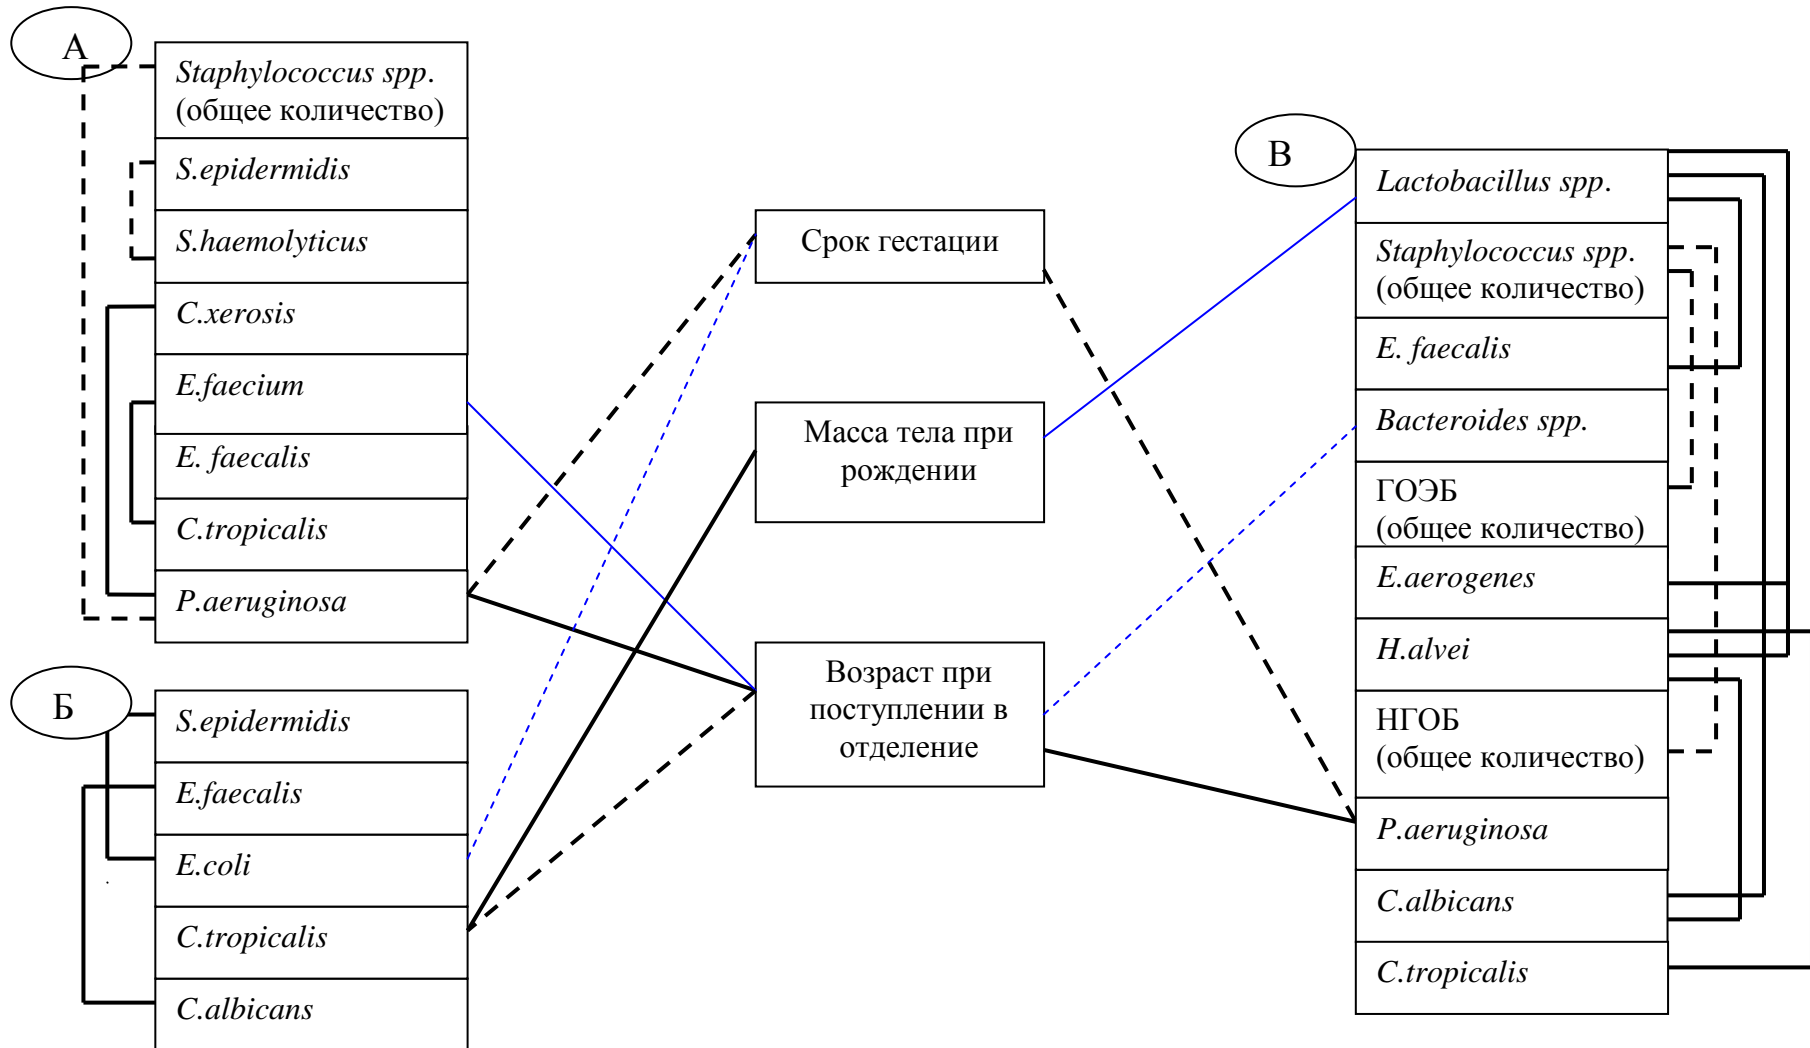 А
Staphylococcus spp.
(общее количество)
S.epidermidis
S.haemolyticus
C.xerosis
E.faecium
E. faecalis
C.tropicalis
P.aeruginosa
Б
S.epidermidis
E.faecalis
E.coli
C.tropicalis
C.albicans
Срок гестации
Масса тела при
рождении
Возраст при
поступлении в
отделение
В
Lactobacillus spp.
Staphylococcus spp.
(общее количество)
E. faecalis
Bacteroides spp.
ГОЭБ
(общее количество)
E.aerogenes
H.alvei
НГОБ
(общее количество)
P.aeruginosa
C.albicans
C.tropicalis